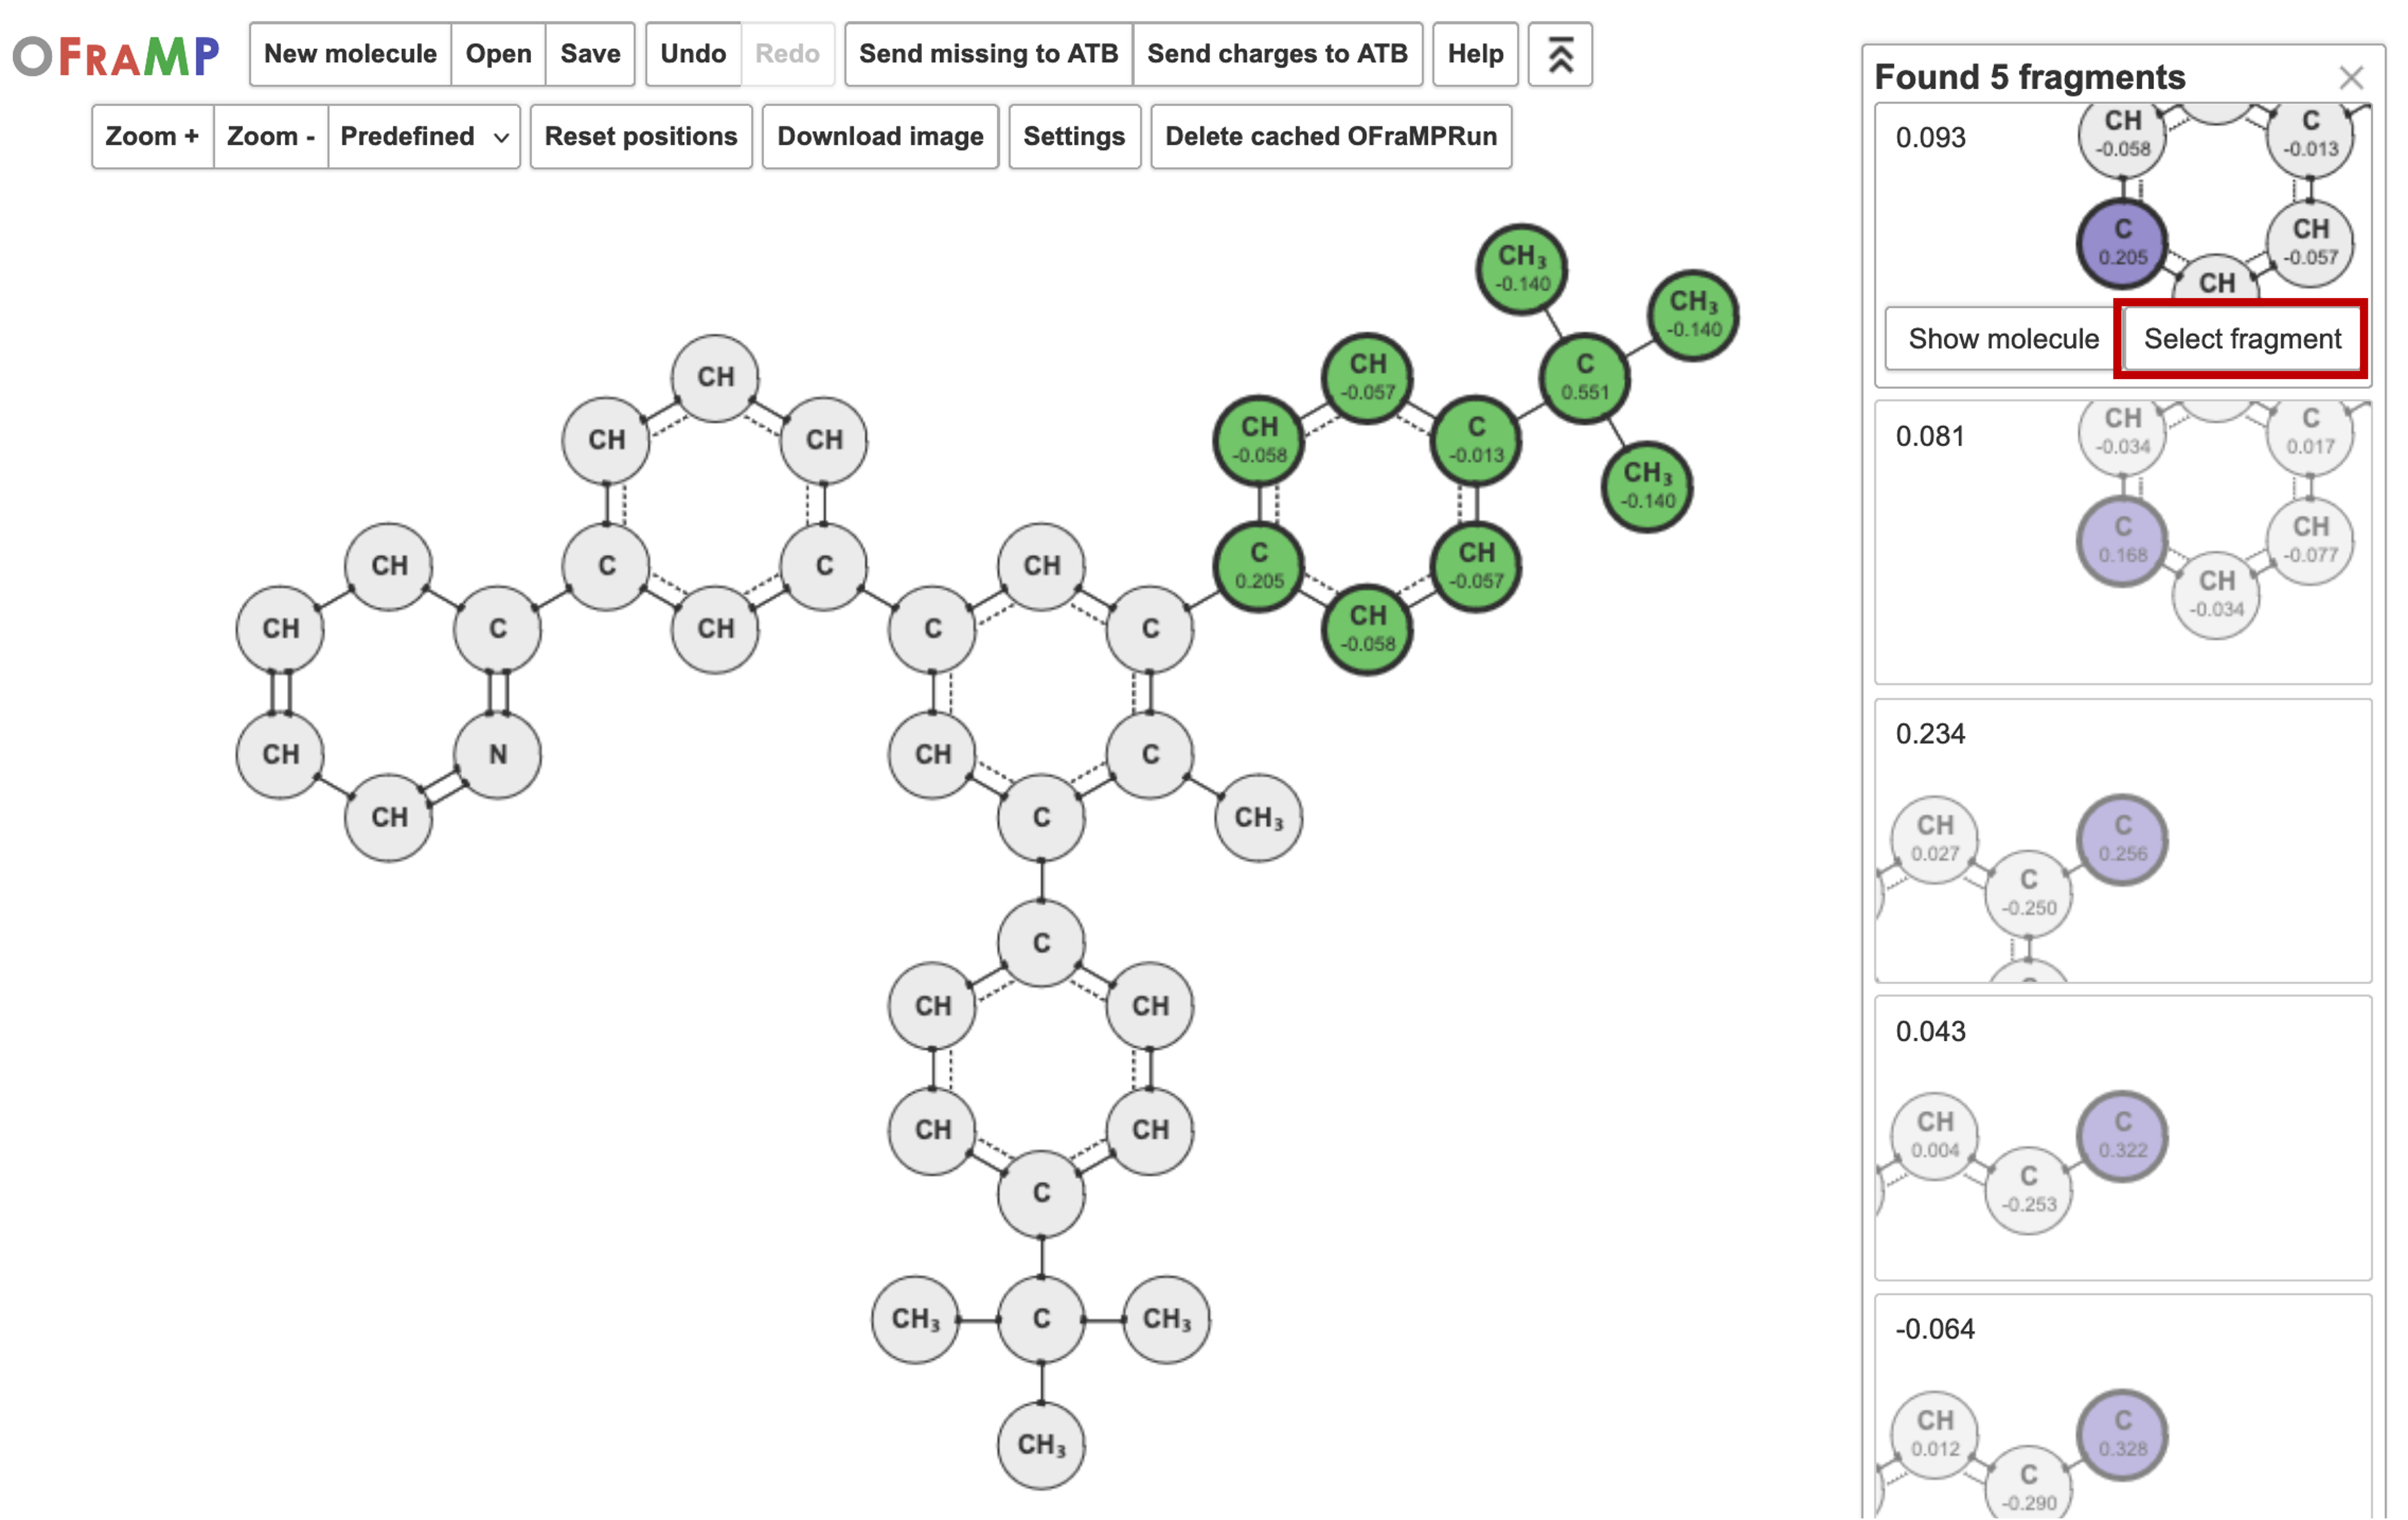 OFRAMP
New molecule Open Save Undo Redo Send missing to ATB Send charges to ATB Help
Zoom + Zoom - Predefined Reset positions Download image Settings Delete cached OFraMPRun
CH₃
-0.140
CH₃
-0.140
C
0.551
CH₃
-0.140
CH
-0.057
CH
-0.058
C
-0.013
C
0.205
CH
-0.057
CH
-0.058
CH
CH CH
C C
CH
CH
CH C
CH N
CH
CH
C C
CH C
C CH₃
C
CH CH
CH CH
C
CH₃ C CH₃
CH₃
Found 5 fragments
0.093
CH
-0.058
C
-0.013
C
0.205
CH
-0.057
CH
Show molecule Select fragment
0.081
CH
-0.034
C
0.017
C
0.168
CH
-0.077
CH
-0.034
0.234
CH
0.027
C
0.256
C
-0.250
0.043
CH
0.004
C
0.322
C
-0.253
-0.064
CH
0.012
C
0.328
C
-0.290